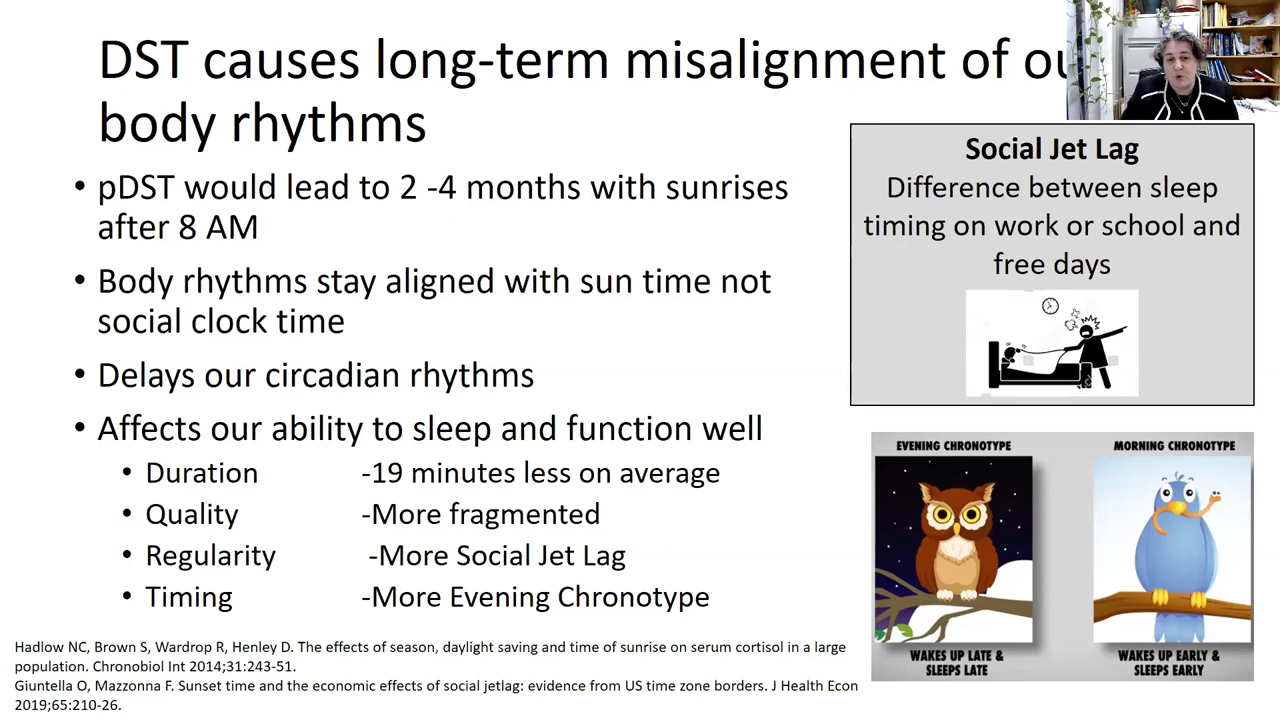 DST causes long-term misalignment of ou
body rhythms
• pDST would lead to 2 -4 months with sunrises
after 8 AM
• Body rhythms stay aligned with sun time not
social clock time
• Delays our circadian rhythms
• Affects our ability to sleep and function well
• Duration -19 minutes less on average
• Quality -More fragmented
• Regularity -More Social Jet Lag
• Timing -More Evening Chronotype
Social Jet Lag
Difference between sleep
timing on work or school and
free days
EVENING CHRONOTYPE
WAKES UP LATE &
SLEEPS LATE
MORNING CHRONOTYPE
WAKES UP EARLY &
SLEEPS EARLY
Hadlow NC, Brown S, Wardrop R, Henley D. The effects of season, daylight saving and time of sunrise on serum cortisol in a large
population. Chronobiol Int 2014;31:243-51.
Giuntella O, Mazzonna F. Sunset time and the economic effects of social jetlag: evidence from US time zone borders. J Health Econ
2019;65:210-26.